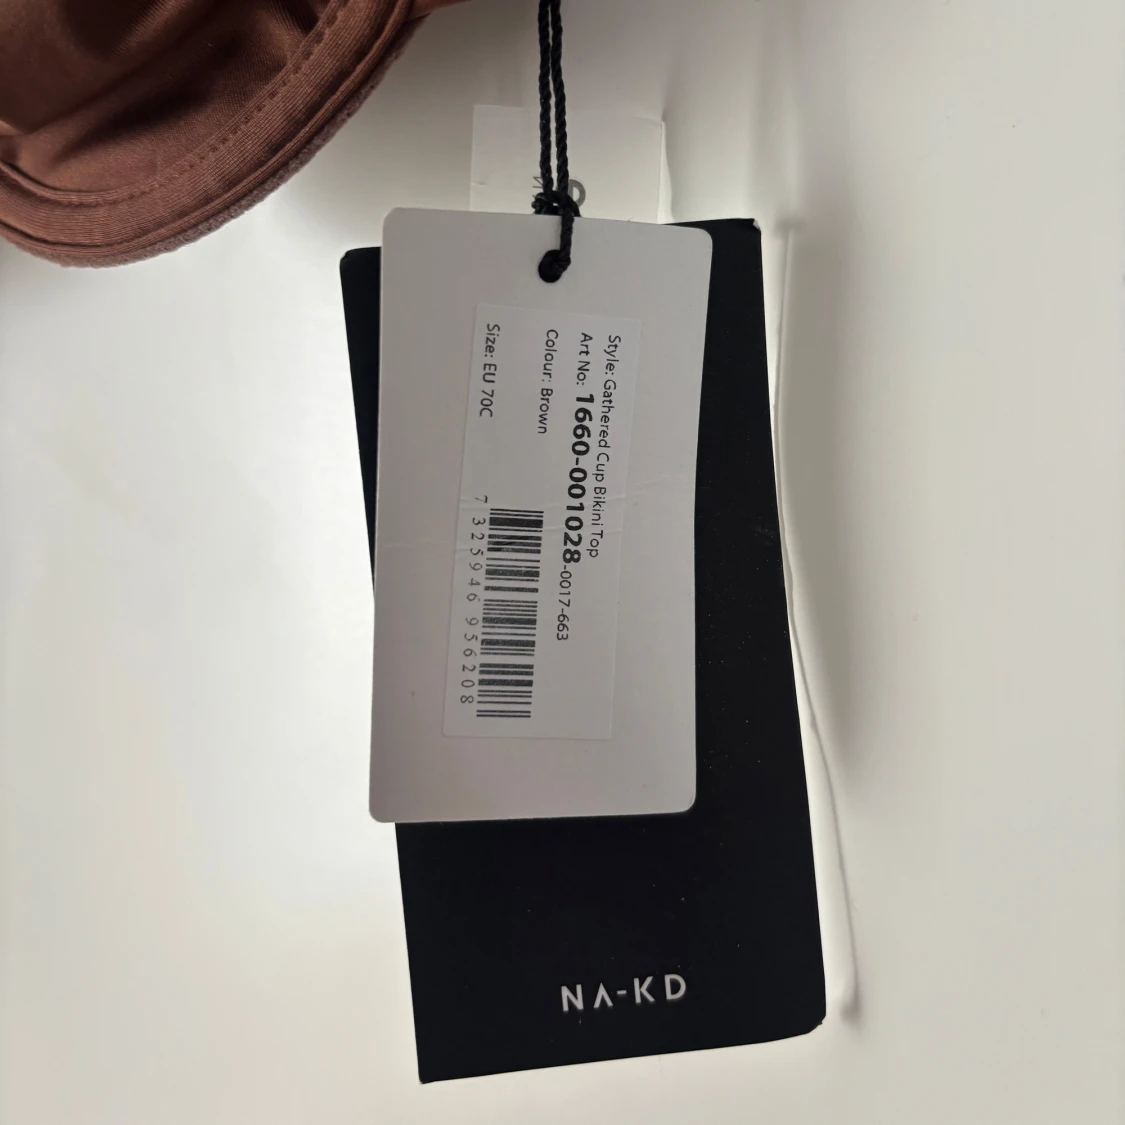 Style: Gathered Cup Bikini Top
Art No: 1660-001028-0017-663
Colour: Brown
Size: EU 70C
7 325946 956208
NA-KD